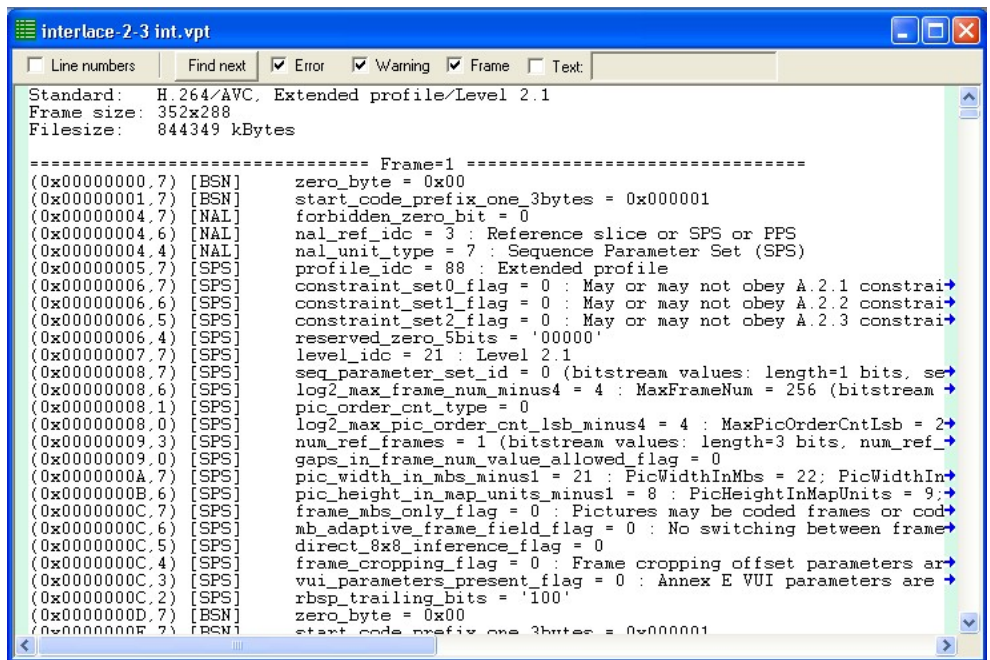 interlace-2-3 int.vpt
Line numbers Find next Error Warning Frame Text:
Standard: H.264/AVC, Extended profile/Level 2.1
Frame size: 352x288
Filesize: 844349 kBytes
================================ Frame=1 ================================
(0x00000000,7) [BSN] zero_byte = 0x00
(0x00000001,7) [BSN] start_code_prefix_one_3bytes = 0x000001
(0x00000004,7) [NAL] forbidden_zero_bit = 0
(0x00000004,6) [NAL] nal_ref_idc = 3 : Reference slice or SPS or PPS
(0x00000004,4) [NAL] nal_unit_type = 7 : Sequence Parameter Set (SPS)
(0x00000005,7) [SPS] profile_idc = 88 : Extended profile
(0x00000006,7) [SPS] constraint_set0_flag = 0 : May or may not obey A.2.1 constrai
(0x00000006,6) [SPS] constraint_set1_flag = 0 : May or may not obey A.2.2 constrai
(0x00000006,5) [SPS] constraint_set2_flag = 0 : May or may not obey A.2.3 constrai
(0x00000006,4) [SPS] reserved_zero_5bits = '00000'
(0x00000007,7) [SPS] level_idc = 21 : Level 2.1
(0x00000008,7) [SPS] seq_parameter_set_id = 0 (bitstream values: length=1 bits, se
(0x00000008,6) [SPS] log2_max_frame_num_minus4 = 4 : MaxFrameNum = 256 (bitstream
(0x00000008,1) [SPS] pic_order_cnt_type = 0
(0x00000008,0) [SPS] log2_max_pic_order_cnt_lsb_minus4 = 4 : MaxPicOrderCntLsb = 2
(0x00000009,3) [SPS] num_ref_frames = 1 (bitstream values: length=3 bits, num_ref_
(0x00000009,0) [SPS] gaps_in_frame_num_value_allowed_flag = 0
(0x0000000A,7) [SPS] pic_width_in_mbs_minus1 = 21 : PicWidthInMbs = 22; PicWidthIn
(0x0000000B,6) [SPS] pic_height_in_map_units_minus1 = 8 : PicHeightInMapUnits = 9;
(0x0000000C,7) [SPS] frame_mbs_only_flag = 0 : Pictures may be coded frames or cod
(0x0000000C,6) [SPS] mb_adaptive_frame_field_flag = 0 : No switching between frame
(0x0000000C,5) [SPS] direct_8x8_inference_flag = 0
(0x0000000C,4) [SPS] frame_cropping_flag = 0 : Frame cropping offset parameters ar
(0x0000000C,3) [SPS] vui_parameters_present_flag = 0 : Annex E VUI parameters are
(0x0000000C,2) [SPS] rbsp_trailing_bits = '100'
(0x0000000D,7) [BSN] zero_byte = 0x00
(0x0000000E,7) [BSN] start_code_prefix_one_3bytes = 0x000001